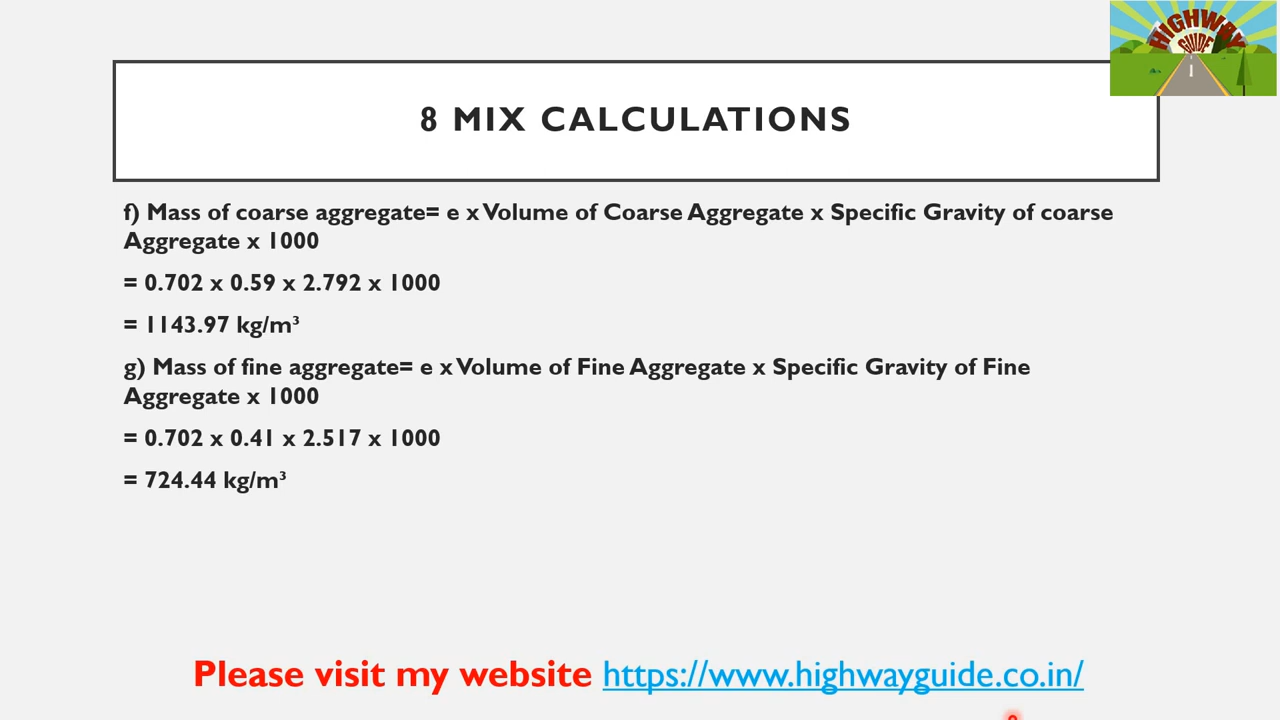 HIGHWAY
GUIDE
8 MIX CALCULATIONS
f) Mass of coarse aggregate= e x Volume of Coarse Aggregate x Specific Gravity of coarse
Aggregate x 1000
= 0.702 x 0.59 x 2.792 x 1000
= 1143.97 kg/m³
g) Mass of fine aggregate= e x Volume of Fine Aggregate x Specific Gravity of Fine
Aggregate x 1000
= 0.702 x 0.41 x 2.517 x 1000
= 724.44 kg/m³
Please visit my website https://www.highwayguide.co.in/